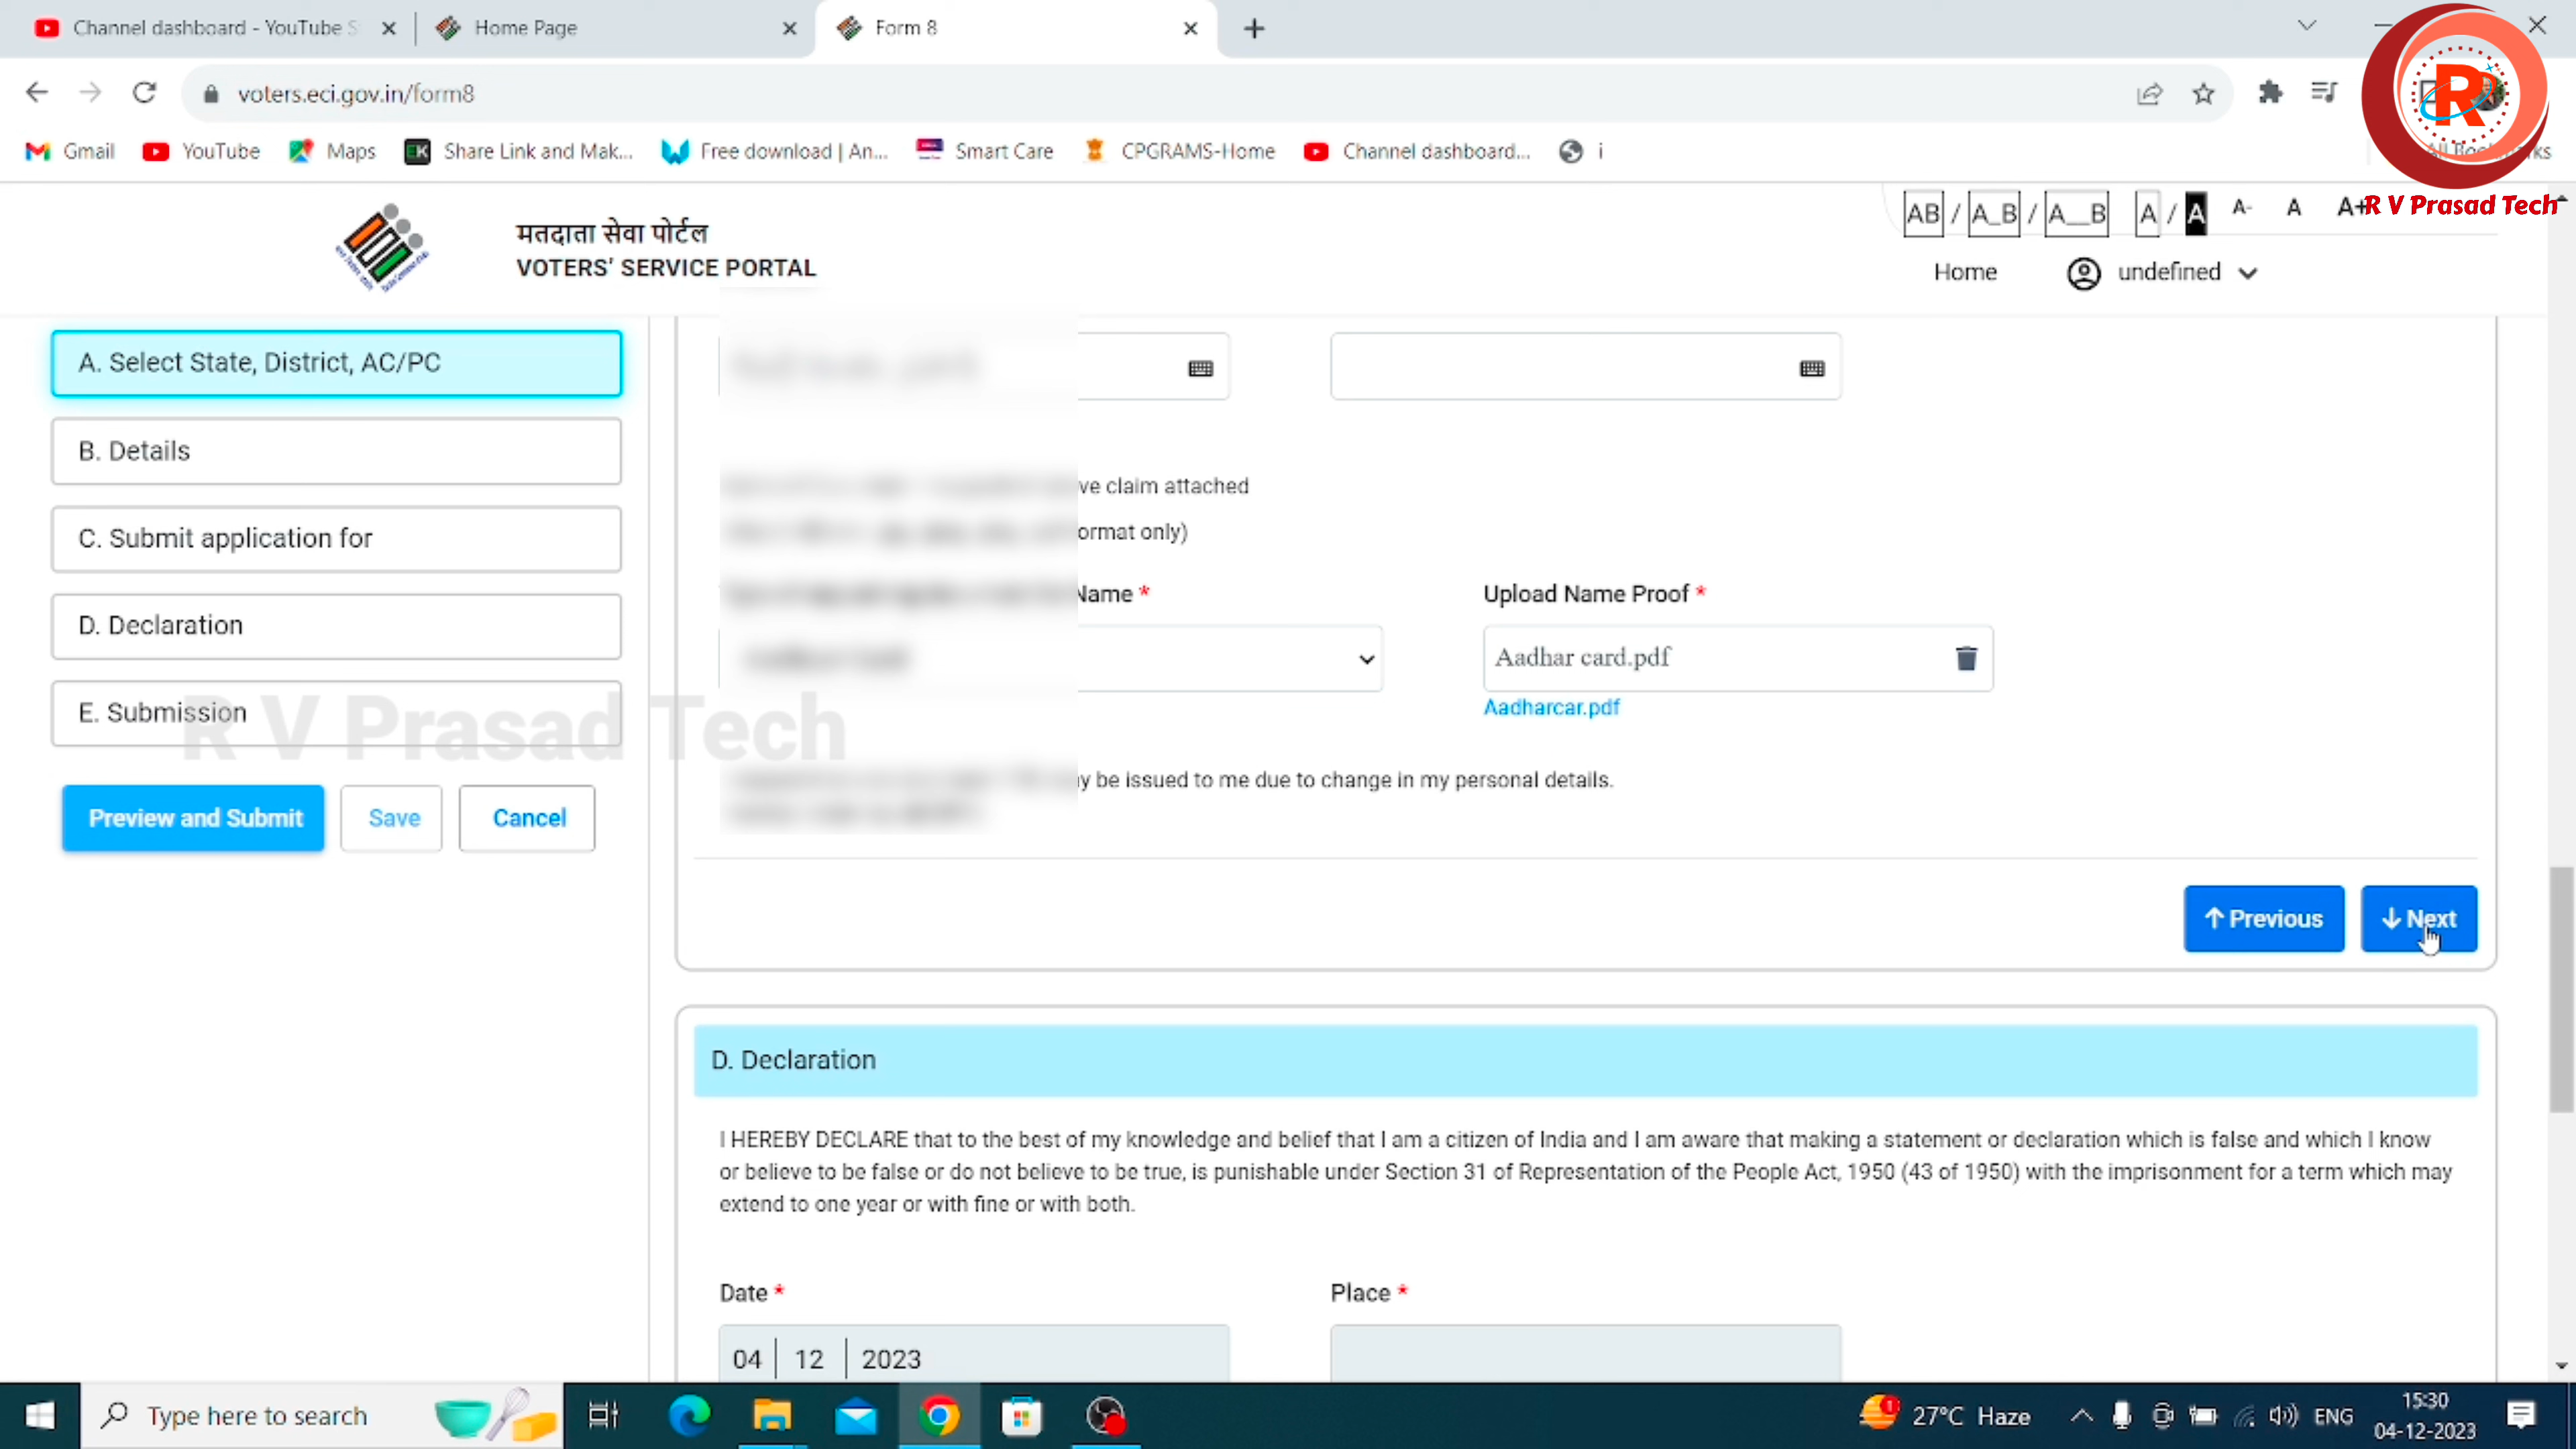 Channel dashboard - YouTube S
Home Page
Form 8
voters.eci.gov.in/form8
Gmail
YouTube
Maps
Share Link and Mak...
Free download | An...
Smart Care
CPGRAMS-Home
Channel dashboard...
i
R V Prasad Tech
मतदाता सेवा पोर्टल
VOTERS' SERVICE PORTAL
AB / A_B / A__B A / A A- A A+
Home
undefined
A. Select State, District, AC/PC
B. Details
C. Submit application for
D. Declaration
E. Submission
R V Prasad Tech
Preview and Submit
Save
Cancel
ve claim attached
ormat only)
Name *
Upload Name Proof *
Aadhar card.pdf
Aadharcar.pdf
y be issued to me due to change in my personal details.
Previous
Next
D. Declaration
I HEREBY DECLARE that to the best of my knowledge and belief that I am a citizen of India and I am aware that making a statement or declaration which is false and which I know
or believe to be false or do not believe to be true, is punishable under Section 31 of Representation of the People Act, 1950 (43 of 1950) with the imprisonment for a term which may
extend to one year or with fine or with both.
Date *
Place *
04 12 2023
Type here to search
27°C Haze
ENG
15:30
04-12-2023